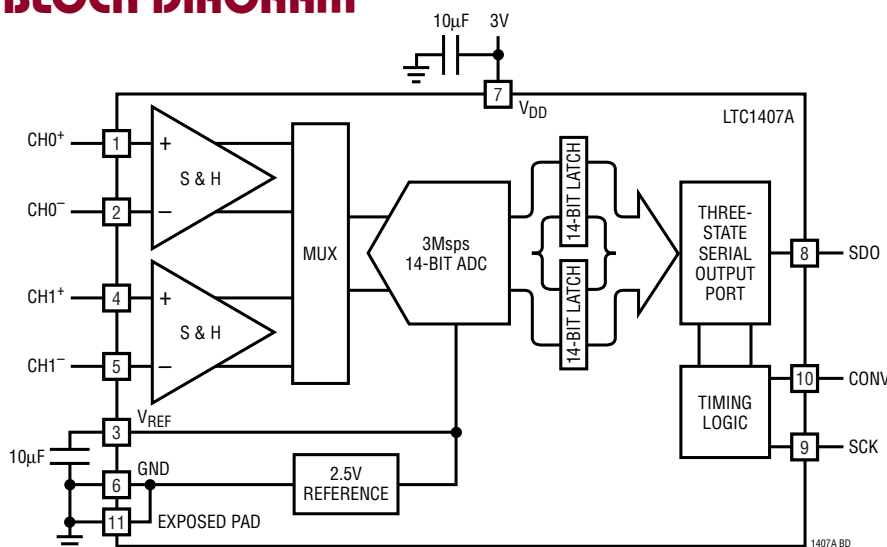 BLOCK DIAGRAM
10µF
3V
7
VDD
LTC1407A
CH0+
1
+
S & H
CH0–
2
–
MUX
3Msps
14-BIT ADC
14-BIT LATCH
14-BIT LATCH
THREE-
STATE
SERIAL
OUTPUT
PORT
8
SDO
CH1+
4
+
S & H
CH1–
5
–
10
CONV
TIMING
LOGIC
9
SCK
VREF
3
10µF
GND
6
2.5V
REFERENCE
11
EXPOSED PAD
1407A BD